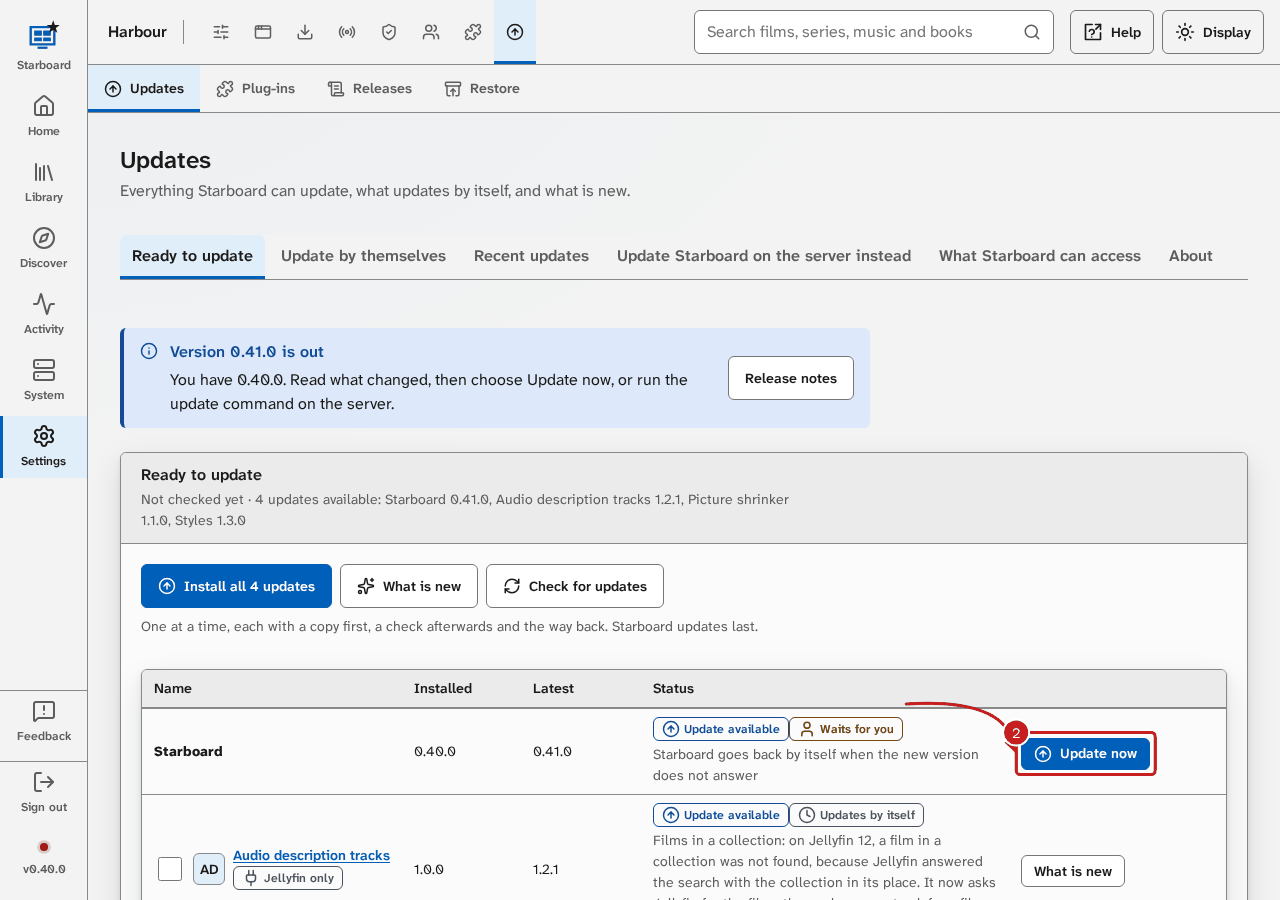 Starboard
Home
Library
Discover
Activity
System
Settings
Feedback
Sign out
v0.40.0
Harbour
Search films, series, music and books
Help
Display
Updates
Plug-ins
Releases
Restore
Updates
Everything Starboard can update, what updates by itself, and what is new.
Ready to update
Update by themselves
Recent updates
Update Starboard on the server instead
What Starboard can access
About
Version 0.41.0 is out
You have 0.40.0. Read what changed, then choose Update now, or run the
update command on the server.
Release notes
Ready to update
Not checked yet · 4 updates available: Starboard 0.41.0, Audio description tracks 1.2.1, Picture shrinker
1.1.0, Styles 1.3.0
Install all 4 updates
What is new
Check for updates
One at a time, each with a copy first, a check afterwards and the way back. Starboard updates last.
Name
Installed
Latest
Status
Starboard
0.40.0
0.41.0
Update available
Waits for you
Starboard goes back by itself when the new version
does not answer
2
Update now
AD
Audio description tracks
Jellyfin only
1.0.0
1.2.1
Update available
Updates by itself
Films in a collection: on Jellyfin 12, a film in a
collection was not found, because Jellyfin answered
the search with the collection in its place. It now asks
What is new